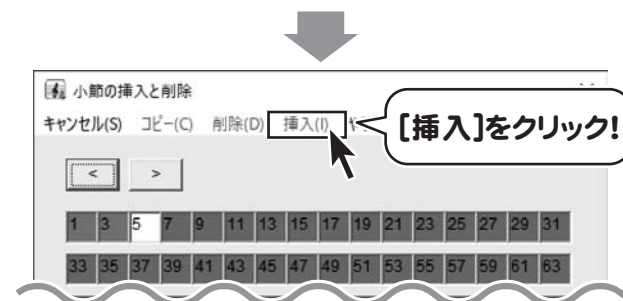 小節の挿入と削除
キャンセル(S) コピー(C) 削除(D) 挿入(I)
[挿入]をクリック!
< >
1 3 5 7 9 11 13 15 17 19 21 23 25 27 29 31
33 35 37 39 41 43 45 47 49 51 53 55 57 59 61 63